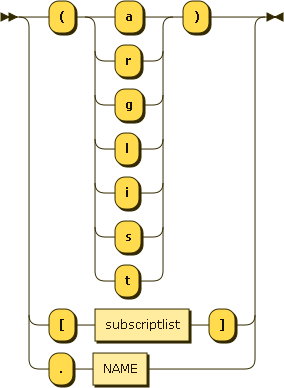 ( a )
r
g
l
i
s
t
[ subscriptlist ]
. NAME